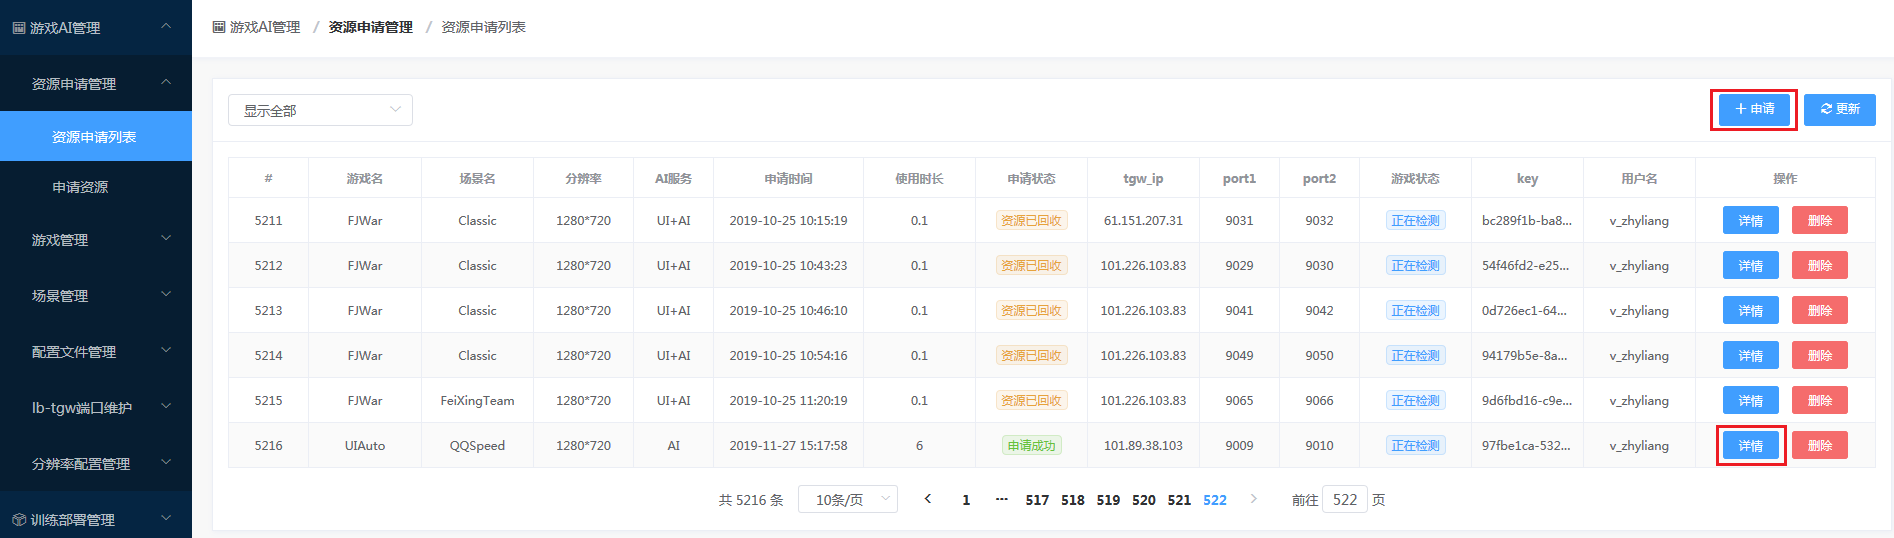 游戏AI管理
资源申请管理
资源申请列表
申请资源
游戏管理
场景管理
配置文件管理
lb-tgw端口维护
分辨率配置管理
训练部署管理
游戏AI管理 / 资源申请管理 / 资源申请列表
显示全部
申请 更新
# 游戏名 场景名 分辨率 AI服务 申请时间 使用时长 申请状态 tgw_ip port1 port2 游戏状态 key 用户名 操作
5211 FJWar Classic 1280*720 UI+AI 2019-10-25 10:15:19 0.1 资源已回收 61.151.207.31 9031 9032 正在检测 bc289f1b-ba8... v_zhyliang 详情 删除
5212 FJWar Classic 1280*720 UI+AI 2019-10-25 10:43:23 0.1 资源已回收 101.226.103.83 9029 9030 正在检测 54f46fd2-e25... v_zhyliang 详情 删除
5213 FJWar Classic 1280*720 UI+AI 2019-10-25 10:46:10 0.1 资源已回收 101.226.103.83 9041 9042 正在检测 0d726ec1-64... v_zhyliang 详情 删除
5214 FJWar Classic 1280*720 UI+AI 2019-10-25 10:54:16 0.1 资源已回收 101.226.103.83 9049 9050 正在检测 94179b5e-8a... v_zhyliang 详情 删除
5215 FJWar FeiXingTeam 1280*720 UI+AI 2019-10-25 11:20:19 0.1 资源已回收 101.226.103.83 9065 9066 正在检测 9d6fbd16-c9e... v_zhyliang 详情 删除
5216 UIAuto QQSpeed 1280*720 AI 2019-11-27 15:17:58 6 申请成功 101.89.38.103 9009 9010 正在检测 97fbe1ca-532... v_zhyliang 详情 删除
共 5216 条 10条/页 1 ··· 517 518 519 520 521 522 前往 522 页